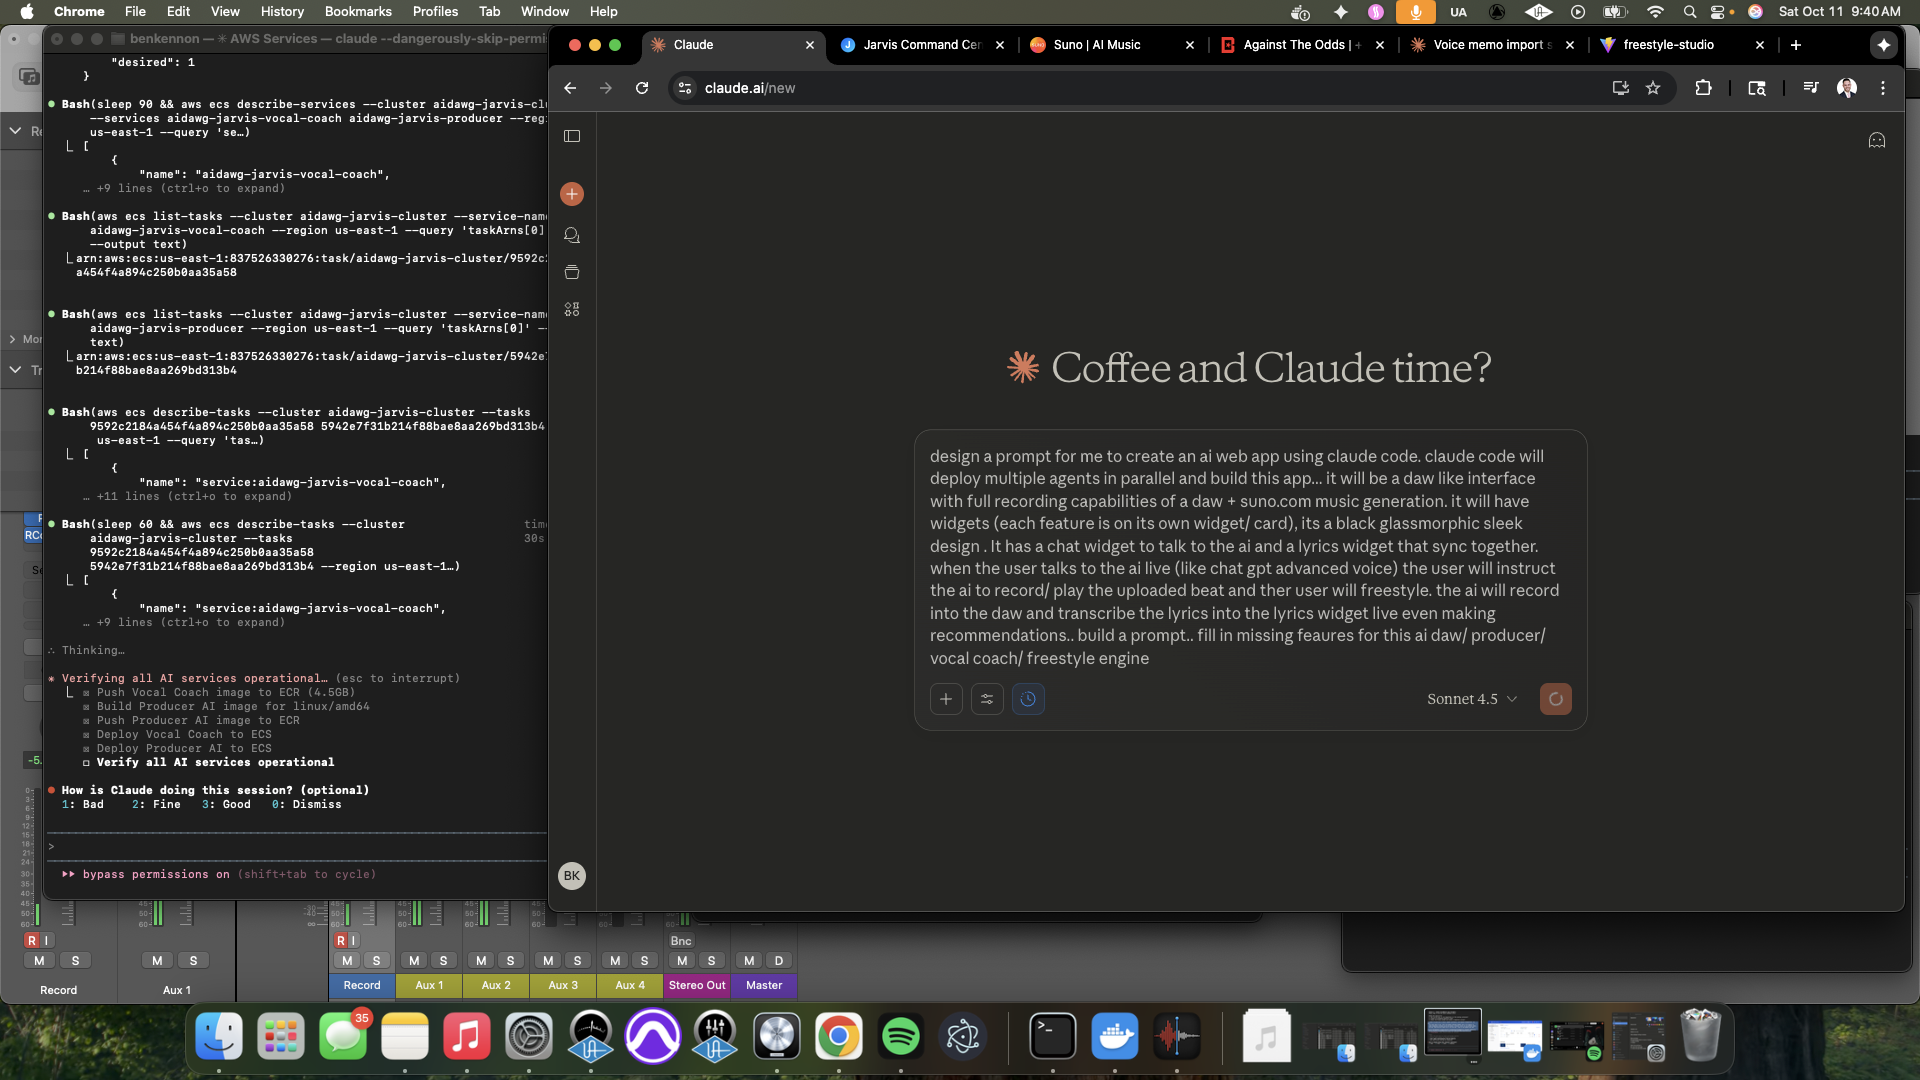 Chrome File Edit View History Bookmarks Profiles Tab Window Help
UA
Sat Oct 11 9:40 AM
benkennon — ✳ AWS Services — claude --dangerously-skip-permi
"desired": 1
}
Bash(sleep 90 && aws ecs describe-services --cluster aidawg-jarvis-cl
--services aidawg-jarvis-vocal-coach aidawg-jarvis-producer --regi
us-east-1 --query 'se…)
[
{
"name": "aidawg-jarvis-vocal-coach",
… +9 lines (ctrl+o to expand)
Bash(aws ecs list-tasks --cluster aidawg-jarvis-cluster --service-nam
aidawg-jarvis-vocal-coach --region us-east-1 --query 'taskArns[0]
--output text)
arn:aws:ecs:us-east-1:837526330276:task/aidawg-jarvis-cluster/9592c
a454f4a894c250b0aa35a58
Bash(aws ecs list-tasks --cluster aidawg-jarvis-cluster --service-nam
aidawg-jarvis-producer --region us-east-1 --query 'taskArns[0]' -
text)
arn:aws:ecs:us-east-1:837526330276:task/aidawg-jarvis-cluster/5942e
b214f88bae8aa269bd313b4
Bash(aws ecs describe-tasks --cluster aidawg-jarvis-cluster --tasks
9592c2184a454f4a894c250b0aa35a58 5942e7f31b214f88bae8aa269bd313b4
us-east-1 --query 'tas…)
[
{
"name": "service:aidawg-jarvis-vocal-coach",
… +11 lines (ctrl+o to expand)
Bash(sleep 60 && aws ecs describe-tasks --cluster
aidawg-jarvis-cluster --tasks
9592c2184a454f4a894c250b0aa35a58
5942e7f31b214f88bae8aa269bd313b4 --region us-east-1…)
time
30s
[
{
"name": "service:aidawg-jarvis-vocal-coach",
… +9 lines (ctrl+o to expand)
∴ Thinking…
✳ Verifying all AI services operational… (esc to interrupt)
☒ Push Vocal Coach image to ECR (4.5GB)
☒ Build Producer AI image for linux/amd64
☒ Push Producer AI image to ECR
☒ Deploy Vocal Coach to ECS
☒ Deploy Producer AI to ECS
☐ Verify all AI services operational
How is Claude doing this session? (optional)
1: Bad 2: Fine 3: Good 0: Dismiss
>
bypass permissions on (shift+tab to cycle)
Claude
Jarvis Command Cen
Suno | AI Music
Against The Odds |
Voice memo import s
freestyle-studio
claude.ai/new
Coffee and Claude time?
design a prompt for me to create an ai web app using claude code. claude code will
deploy multiple agents in parallel and build this app... it will be a daw like interface
with full recording capabilities of a daw + suno.com music generation. it will have
widgets (each feature is on its own widget/ card), its a black glassmorphic sleek
design . It has a chat widget to talk to the ai and a lyrics widget that sync together.
when the user talks to the ai live (like chat gpt advanced voice) the user will instruct
the ai to record/ play the uploaded beat and ther user will freestyle. the ai will record
into the daw and transcribe the lyrics into the lyrics widget live even making
recommendations.. build a prompt.. fill in missing feaures for this ai daw/ producer/
vocal coach/ freestyle engine
Sonnet 4.5
BK
Re
Mor
Tr
RCo
Se
-5.
R I
M S
Record
M S
Aux 1
R I
M S
Record
M S
Aux 1
M S
Aux 2
M S
Aux 3
M S
Aux 4
Bnc
M S
Stereo Out
M D
Master
35